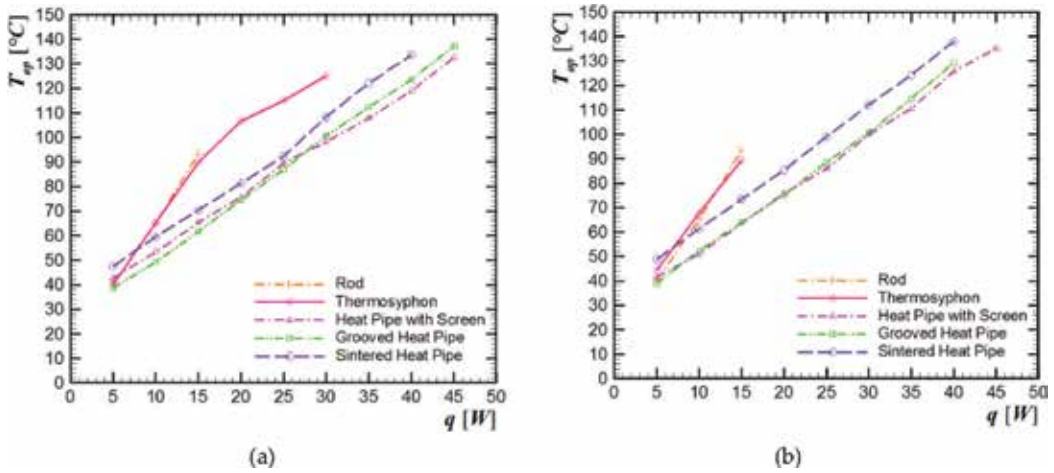 150
140
130
120
110
100
90
80
70
60
50
40
30
20
10
0
T_ep [°C]
0 5 10 15 20 25 30 35 40 45 50
q [W]
Rod
Thermosyphon
Heat Pipe with Screen
Grooved Heat Pipe
Sintered Heat Pipe
(a)
150
140
130
120
110
100
90
80
70
60
50
40
30
20
10
0
T_ep [°C]
0 5 10 15 20 25 30 35 40 45 50
q [W]
Rod
Thermosyphon
Heat Pipe with Screen
Grooved Heat Pipe
Sintered Heat Pipe
(b)